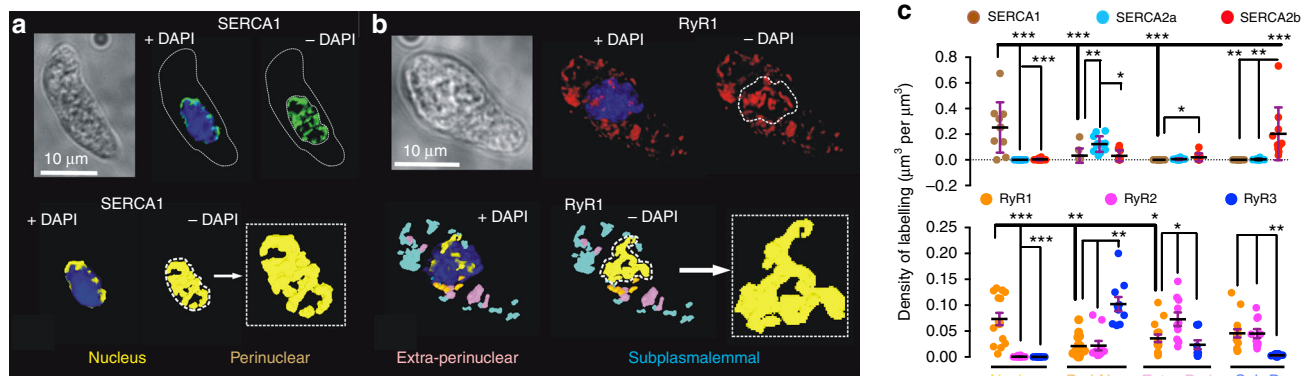 a
SERCA1
+ DAPI
– DAPI
10 μm
SERCA1
+ DAPI
– DAPI
Nucleus
Perinuclear
b
RyR1
+ DAPI
– DAPI
10 μm
RyR1
+ DAPI
– DAPI
Extra-perinuclear
Subplasmalemmal
c
SERCA1 SERCA2a SERCA2b
*** *** *** ***
*** ** * * ** **
0.8
0.6
0.4
0.2
0.0
–0.2
Density of labelling (μm³ per μm³)
RyR1 RyR2 RyR3
*** ** *
*** ** * **
0.25
0.20
0.15
0.10
0.05
0.00